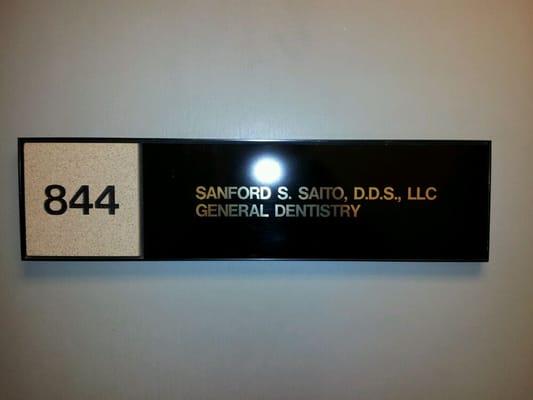 844
SANFORD S. SAITO, D.D.S., LLC
GENERAL DENTISTRY